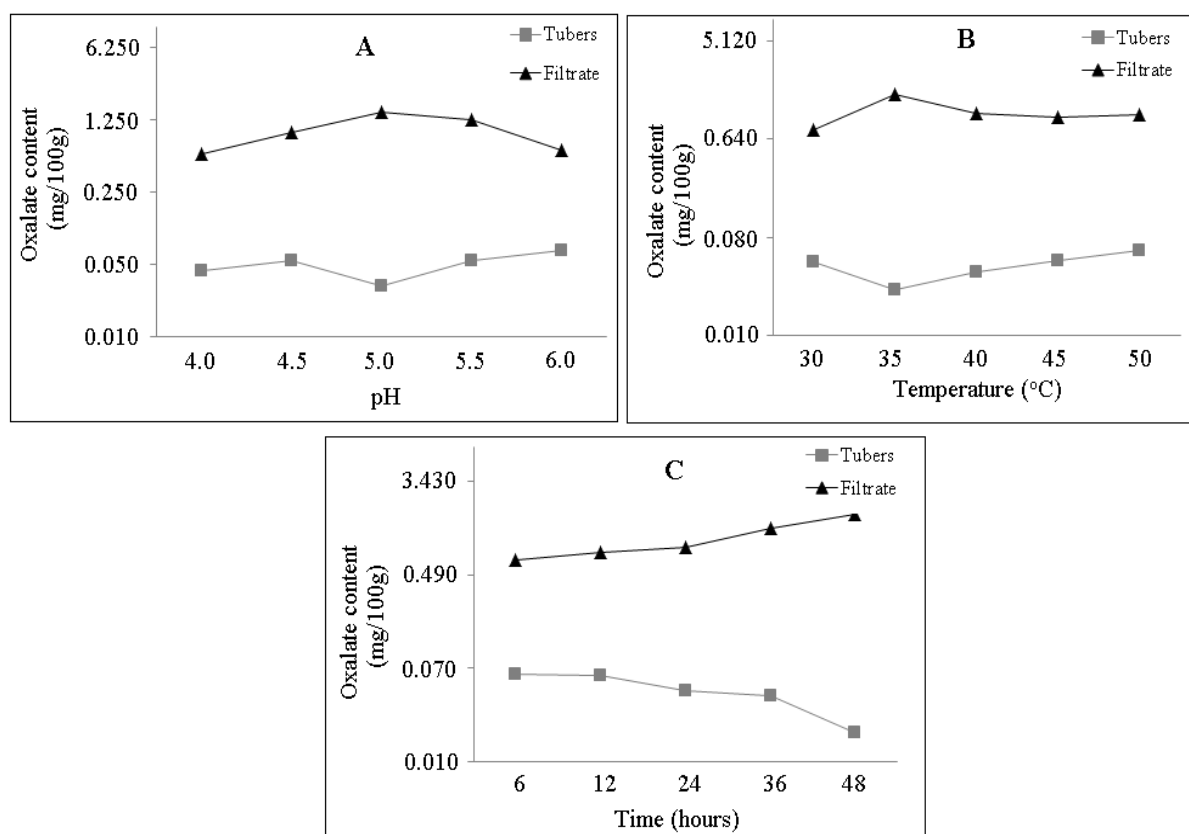 A
Tubers
Filtrate
6.250
1.250
0.250
0.050
0.010
Oxalate content
(mg/100g)
4.0 4.5 5.0 5.5 6.0
pH
B
Tubers
Filtrate
5.120
0.640
0.080
0.010
Oxalate content
(mg/100g)
30 35 40 45 50
Temperature (°C)
C
Tubers
Filtrate
3.430
0.490
0.070
0.010
Oxalate content
(mg/100g)
6 12 24 36 48
Time (hours)